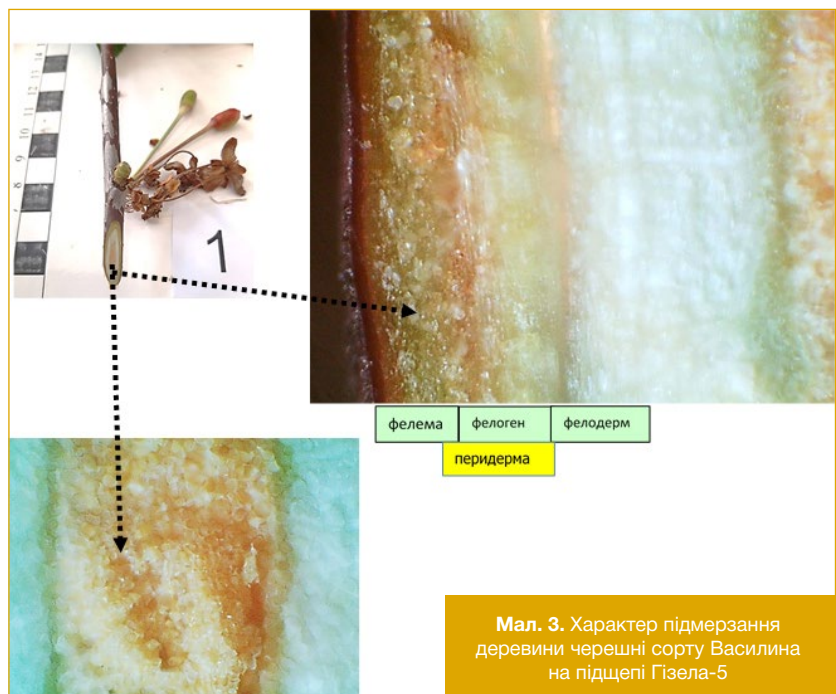 1
фелема
фелоген
фелодерм
перидерма
Мал. 3. Характер підмерзання
деревини черешні сорту Василина
на підщепі Гізела-5